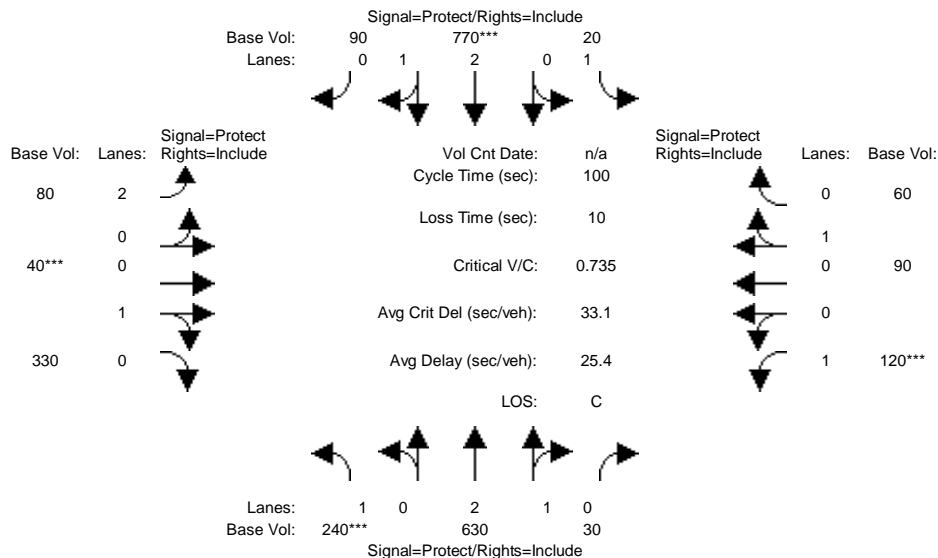 Signal=Protect/Rights=Include
Base Vol: 90 770*** 20
Lanes: 0 1 2 0 1
Signal=Protect
Base Vol: Lanes: Rights=Include
Vol Cnt Date: n/a
Signal=Protect
Rights=Include Lanes: Base Vol:
Cycle Time (sec): 100
80 2
0 60
Loss Time (sec): 10
0
1
40*** 0
Critical V/C: 0.735
0 90
1
Avg Crit Del (sec/veh): 33.1
0
330 0
Avg Delay (sec/veh): 25.4
1 120***
LOS: C
Lanes: 1 0 2 1 0
Base Vol: 240*** 630 30
Signal=Protect/Rights=Include